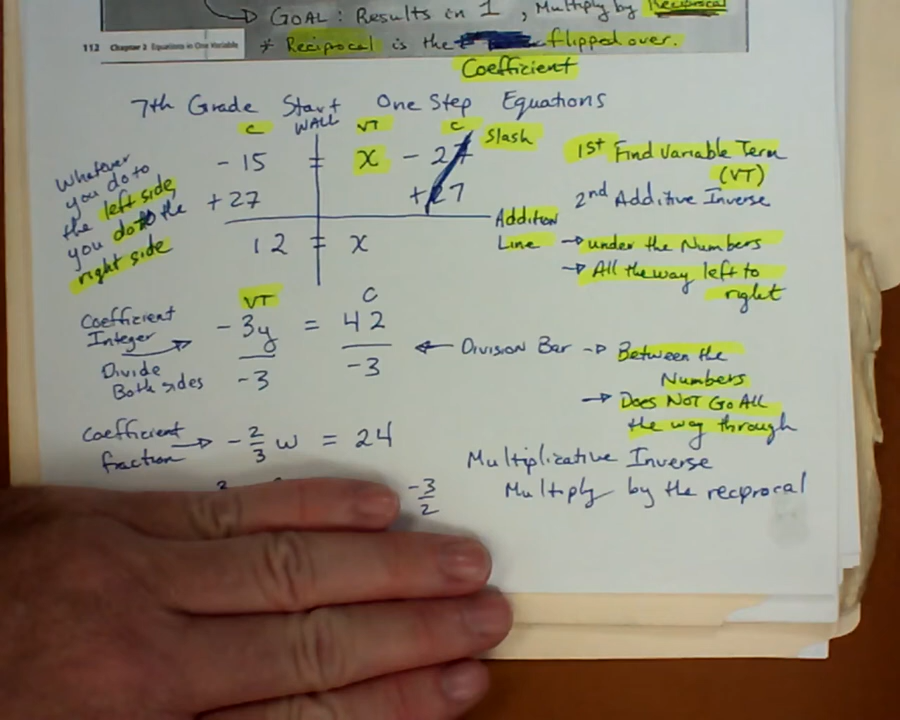 GOAL: Results in 1, Multiply by Reciprocal
* Reciprocal is the flipped over.
112 Chapter 2 Equations in One Variable
Coefficient
7th Grade Start One Step Equations
WALL
C VT C Slash
- 15 = x - 27
+ 27 + 27
12 = x
Whatever
you do to
the left side,
you do to the
right side
1st Find Variable Term
(VT)
2nd Additive Inverse
Addition
Line → under the Numbers
→ All the way left to
right
VT C
Coefficient
Integer → -3y = 42
Divide
Both sides
-3 -3
← Division Bar → Between the
Numbers
→ Does NOT Go All
the way through
Coefficient
fraction → - 2/3 w = 24
-3/2
Multiplicative Inverse
Multiply by the reciprocal